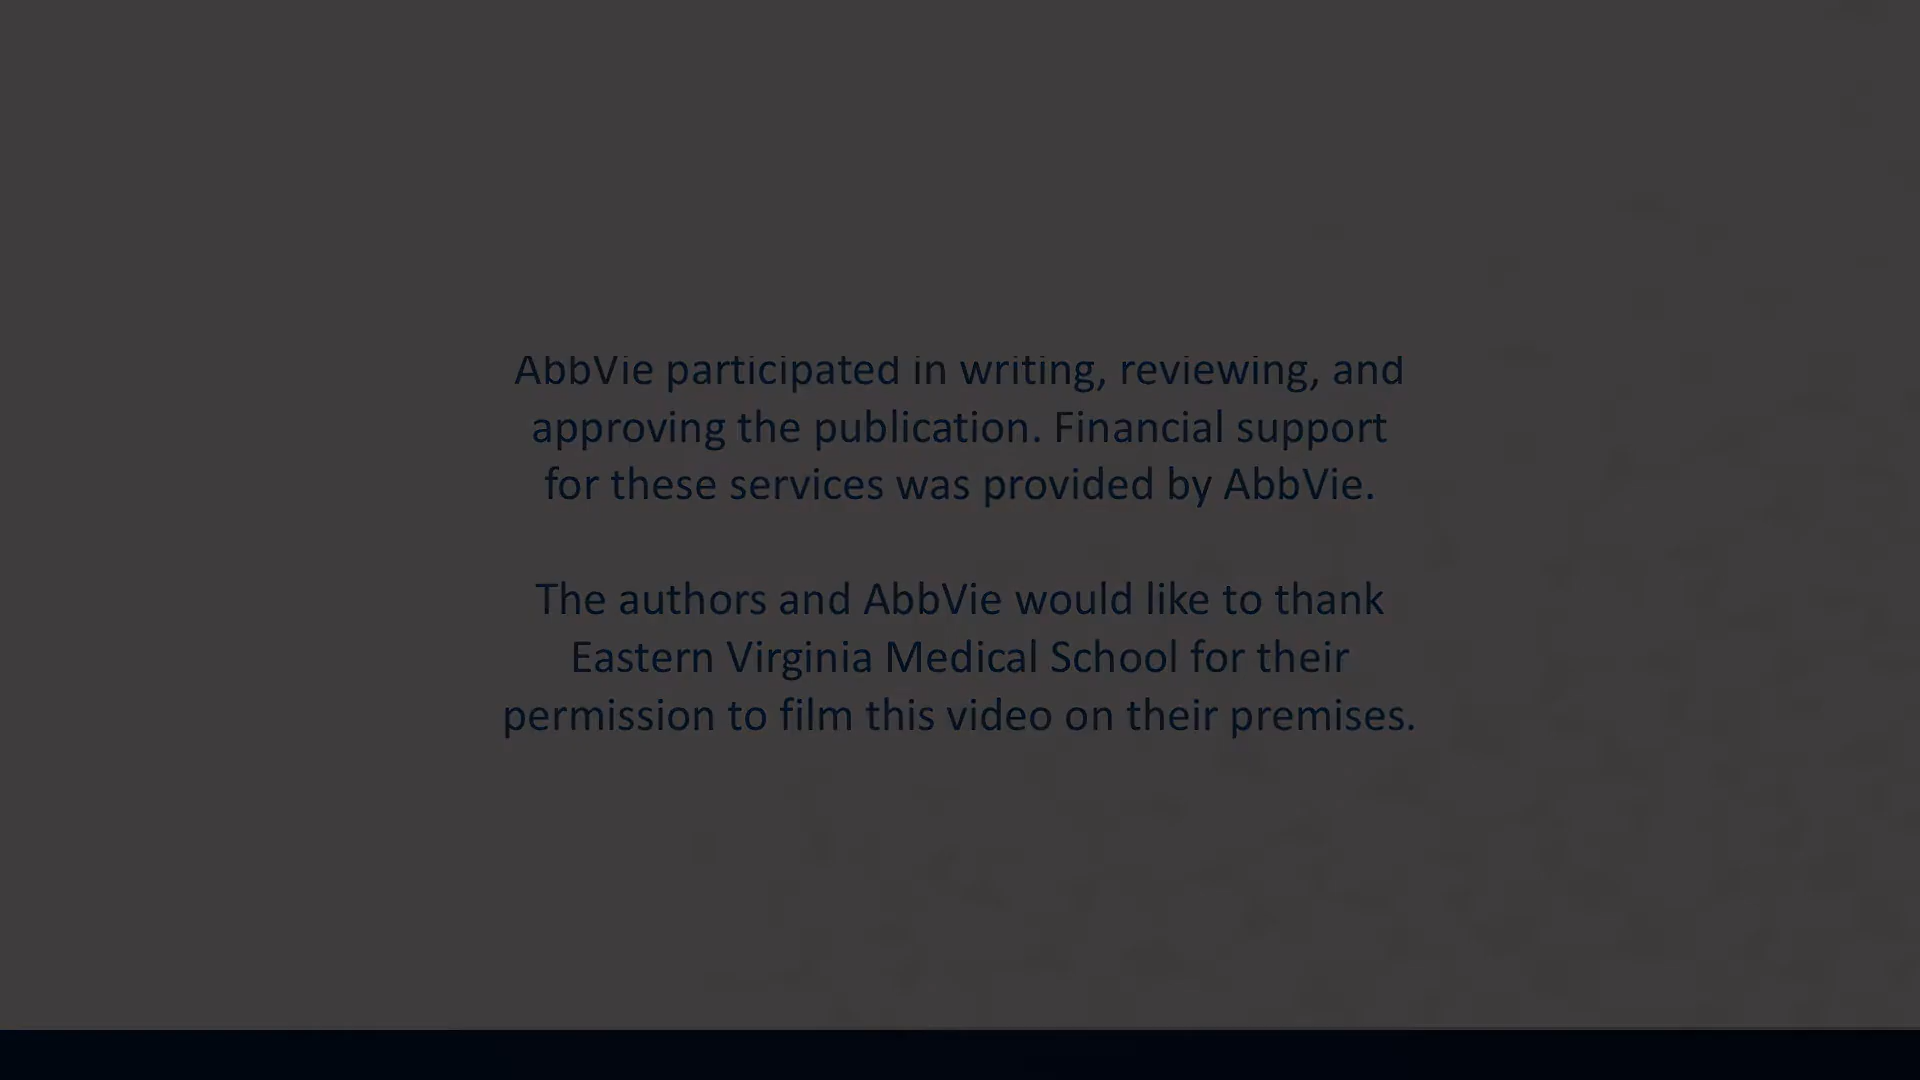 AbbVie participated in writing, reviewing, and
approving the publication. Financial support
for these services was provided by AbbVie.
The authors and AbbVie would like to thank
Eastern Virginia Medical School for their
permission to film this video on their premises.